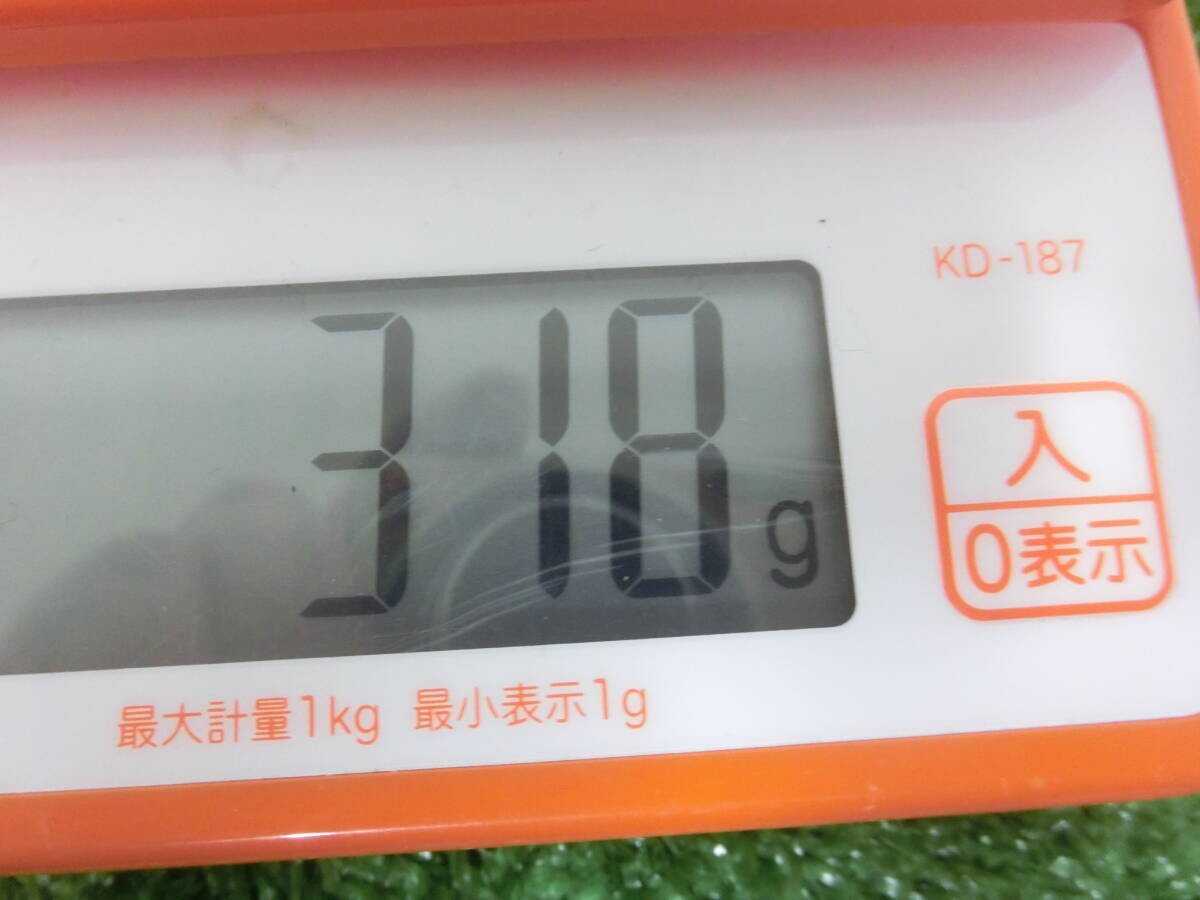 KD-187
318g
入
0表示
最大計量1kg 最小表示1g